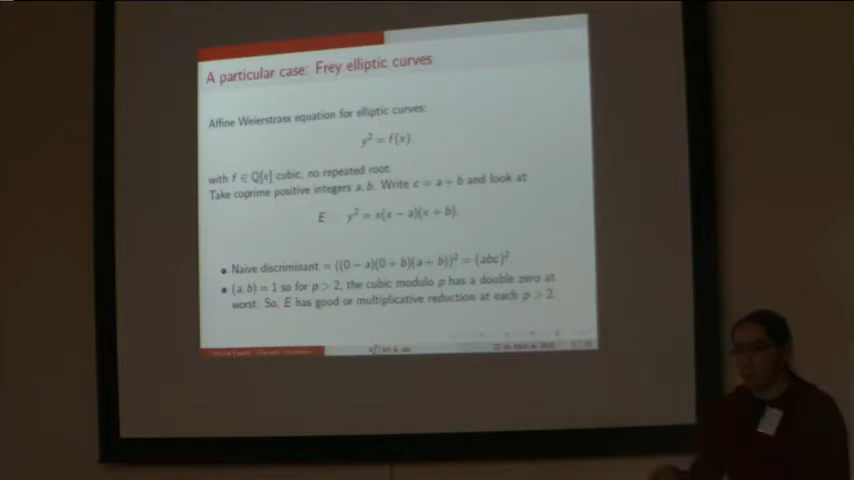 A particular case: Frey elliptic curves
Affine Weierstrass equation for elliptic curves:
y² = f(x)
with f ∈ Q[x] cubic, no repeated root.
Take coprime positive integers a, b. Write c = a + b and look at
E : y² = x(x − a)(x + b).
Naive discriminant = ((0 − a)(0 + b)(a + b))² = (abc)²
(a, b) = 1 so for p > 2, the cubic modulo p has a double zero at
worst. So, E has good or multiplicative reduction at each p > 2.